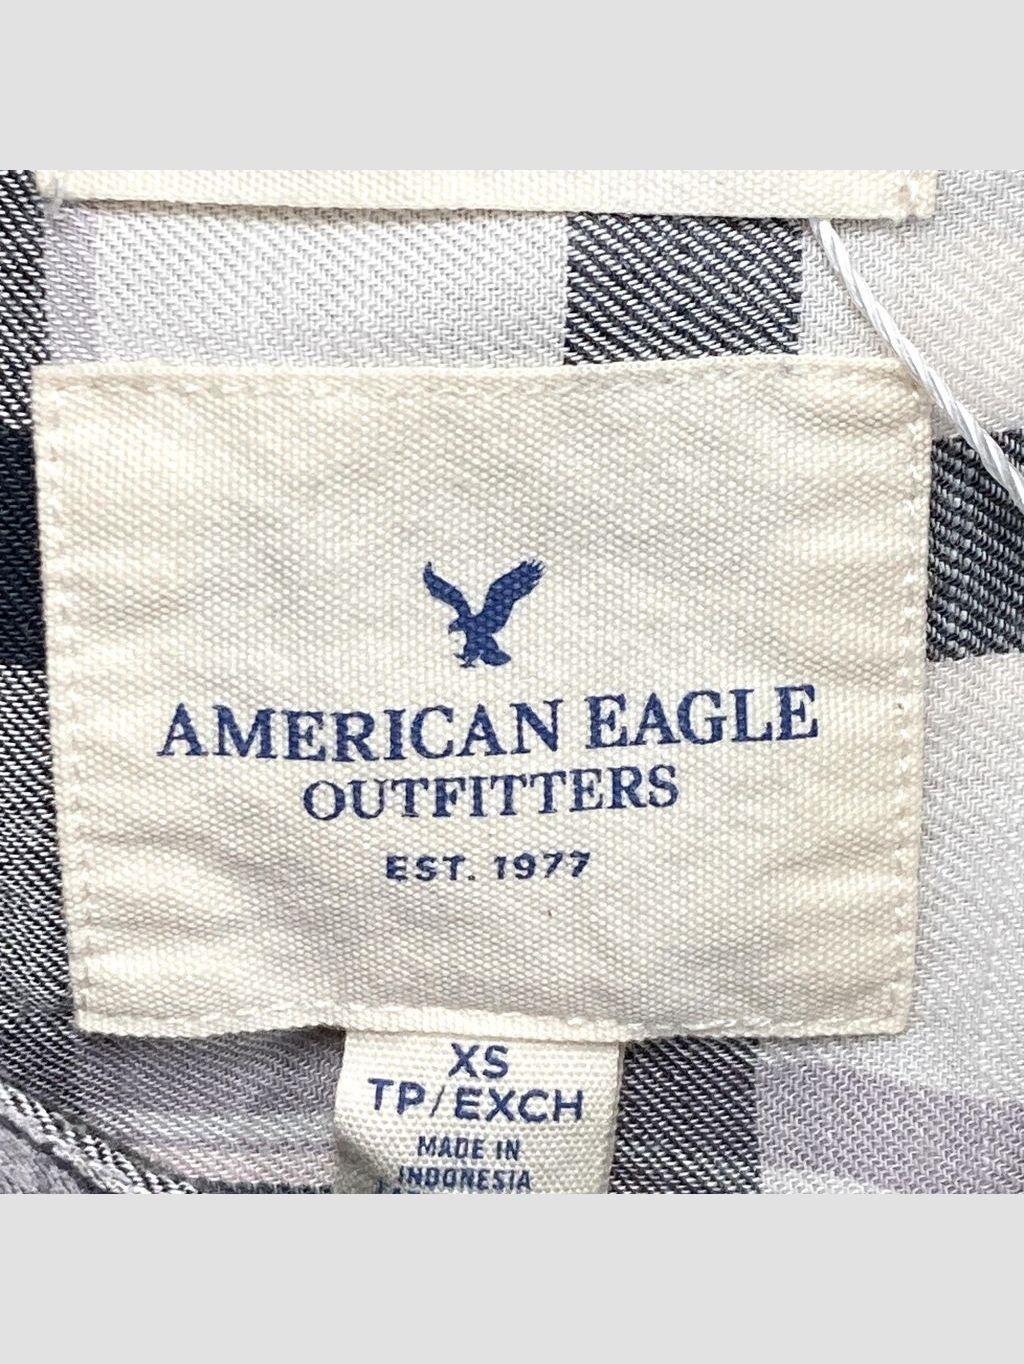 AMERICAN EAGLE
OUTFITTERS
EST. 1977
XS
TP/EXCH
MADE IN
INDONESIA